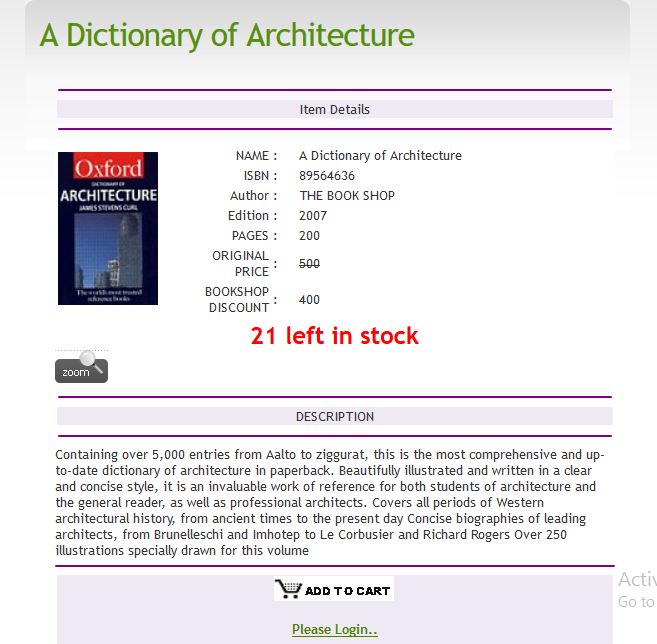 A Dictionary of Architecture
Item Details
Oxford
DICTIONARY OF
ARCHITECTURE
JAMES STEVENS CURL
The world's most trusted
reference books
NAME : A Dictionary of Architecture
ISBN : 89564636
Author : THE BOOK SHOP
Edition : 2007
PAGES : 200
ORIGINAL
PRICE : 500
BOOKSHOP
DISCOUNT : 400
21 left in stock
zoom
DESCRIPTION
Containing over 5,000 entries from Aalto to ziggurat, this is the most comprehensive and up-
to-date dictionary of architecture in paperback. Beautifully illustrated and written in a clear
and concise style, it is an invaluable work of reference for both students of architecture and
the general reader, as well as professional architects. Covers all periods of Western
architectural history, from ancient times to the present day Concise biographies of leading
architects, from Brunelleschi and Imhotep to Le Corbusier and Richard Rogers Over 250
illustrations specially drawn for this volume
ADD TO CART
Please Login..
Activ
Go to